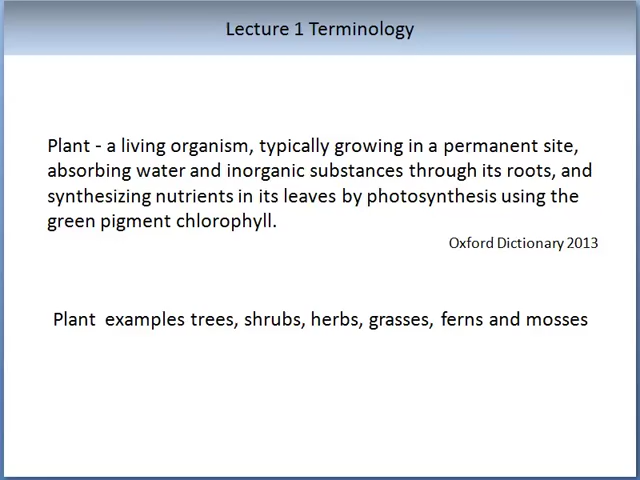 Lecture 1 Terminology
Plant - a living organism, typically growing in a permanent site,
absorbing water and inorganic substances through its roots, and
synthesizing nutrients in its leaves by photosynthesis using the
green pigment chlorophyll.
Oxford Dictionary 2013
Plant  examples trees, shrubs, herbs, grasses, ferns and mosses